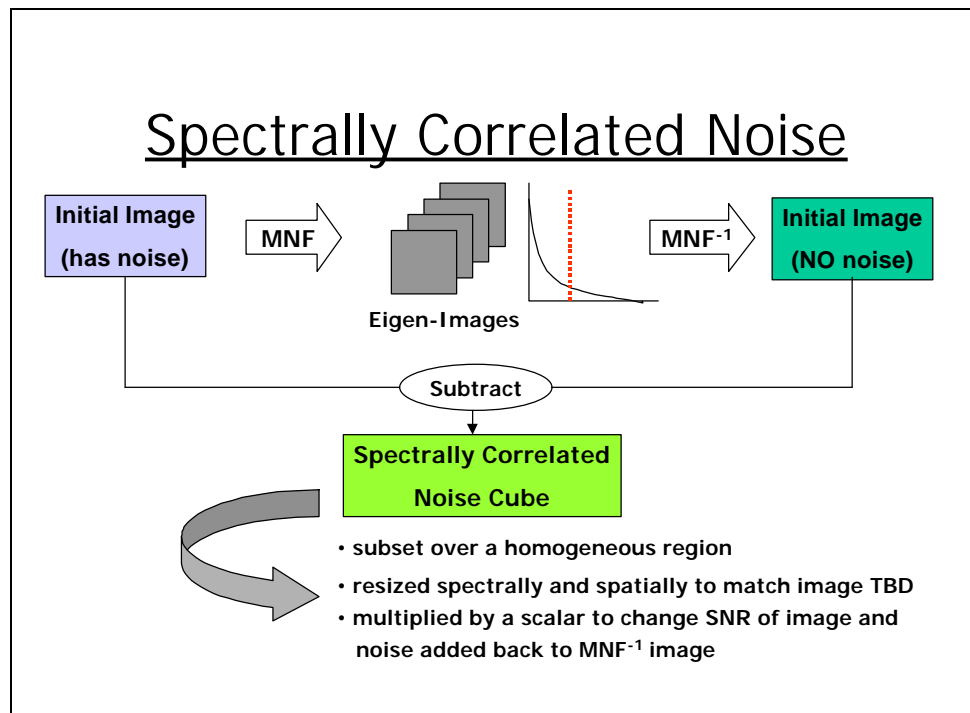 Spectrally Correlated Noise
Initial Image
(has noise)
MNF
Eigen-Images
MNF⁻¹
Initial Image
(NO noise)
Subtract
Spectrally Correlated
Noise Cube
• subset over a homogeneous region
• resized spectrally and spatially to match image TBD
• multiplied by a scalar to change SNR of image and
noise added back to MNF⁻¹ image